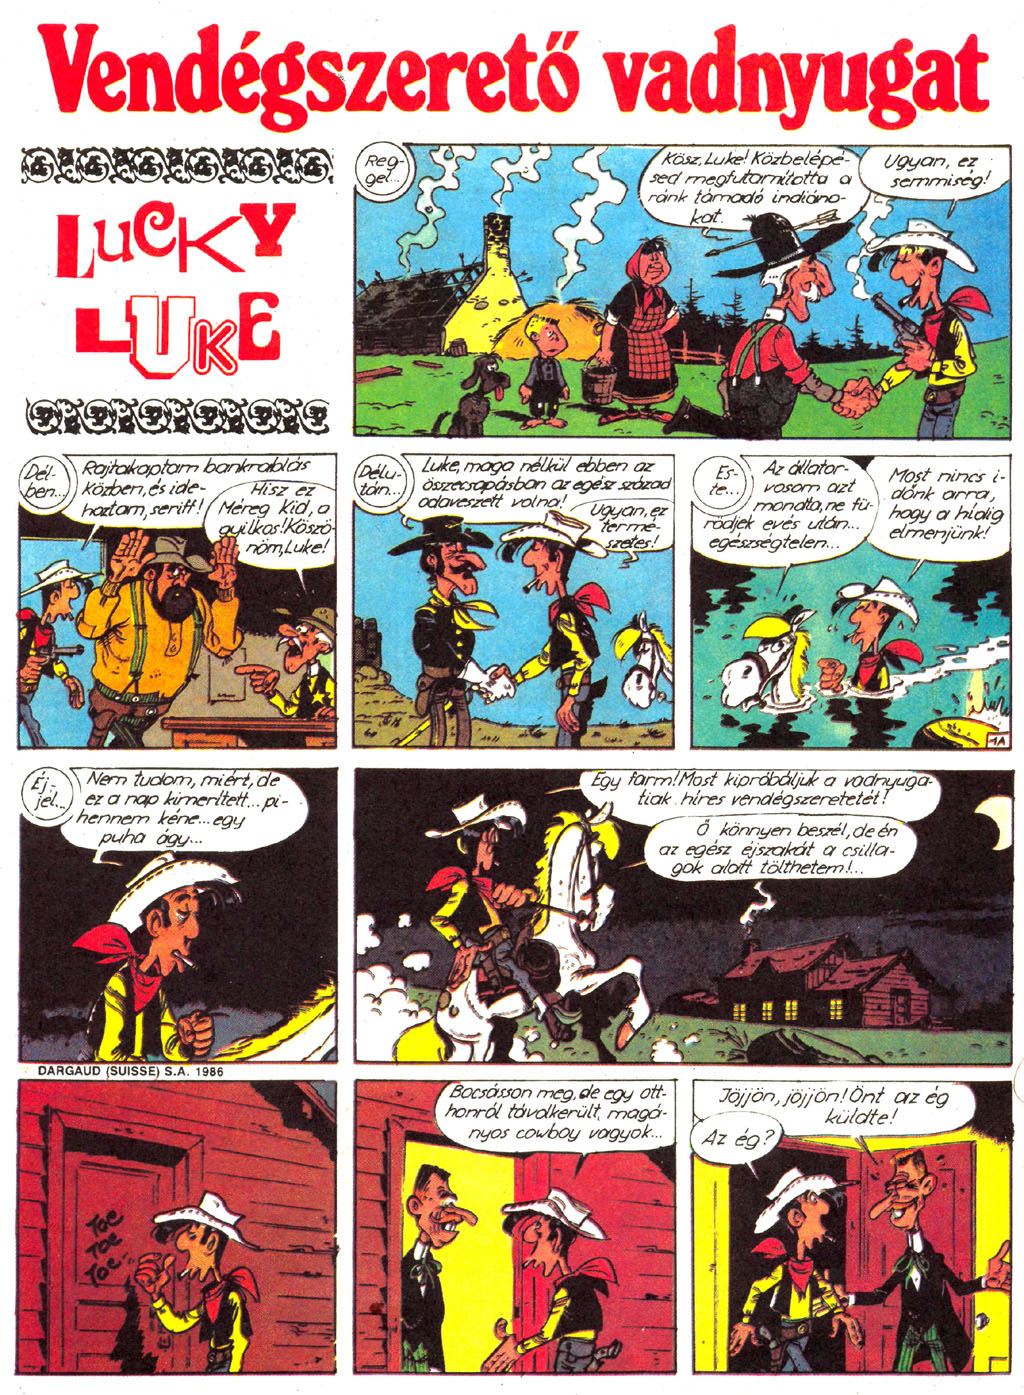 Vendégszerető vadnyugat
LUCKY
LUKE
Reg-
gel...
Kösz, Luke! Közbelépé-
sed megfutamította a
ránk támadó indiáno-
kat.
Ugyan, ez
semmiség!
Dél-
ben...
Rajtakaptam bankrablás
közben, és ide-
hoztam, seriff!
Hisz ez
Méreg Kid, a
gyilkos! Köszö-
nöm, Luke!
Délu-
tán...
Luke, maga nélkül ebben az
összecsapásban az egész század
odaveszett volna!
Ugyan, ez
termé-
szetes!
Es-
te...
Az állator-
vosom azt
mondta, ne fü-
rödjek evés után...
egészségtelen...
Most nincs i-
dőnk arra,
hogy a hídig
elmenjünk!
1A
Éj-
jel...
Nem tudom, miért, de
ez a nap kimerített... pi-
hennem kéne... egy
puha ágy...
Egy farm! Most kipróbáljuk a vadnyuga-
tiak híres vendégszeretetét!
Ő könnyen beszél, de én
az egész éjszakát a csilla-
gok alatt tölthetem!...
DARGAUD (SUISSE) S.A. 1986
Toc
Toc
Toc..
Bocsásson meg, de egy ott-
honról távolkerült, magá-
nyos cowboy vagyok...
Jöjjön, jöjjön! Önt az ég
küldte!
Az ég?